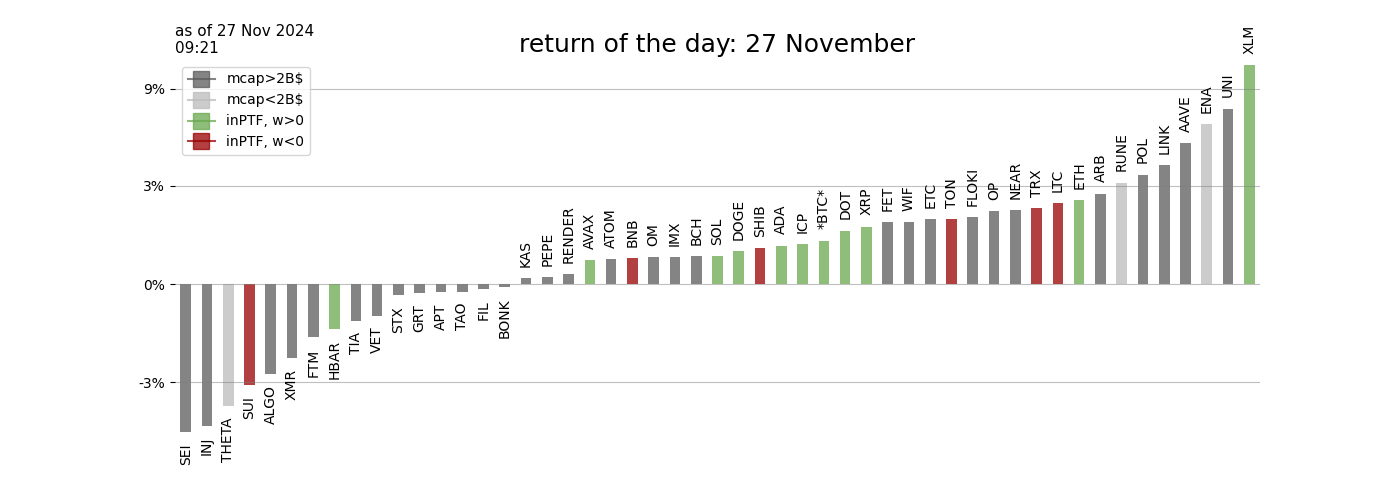 as of 27 Nov 2024
09:21
return of the day: 27 November
mcap>2B$
mcap<2B$
inPTF, w>0
inPTF, w<0
9%
3%
0%
-3%
SEI
INJ
THETA
SUI
ALGO
XMR
FTM
HBAR
TIA
VET
STX
GRT
APT
TAO
FIL
BONK
KAS
PEPE
RENDER
AVAX
ATOM
BNB
OM
IMX
BCH
SOL
DOGE
SHIB
ADA
ICP
*BTC*
DOT
XRP
FET
WIF
ETC
TON
FLOKI
OP
NEAR
TRX
LTC
ETH
ARB
RUNE
POL
LINK
AAVE
ENA
UNI
XLM